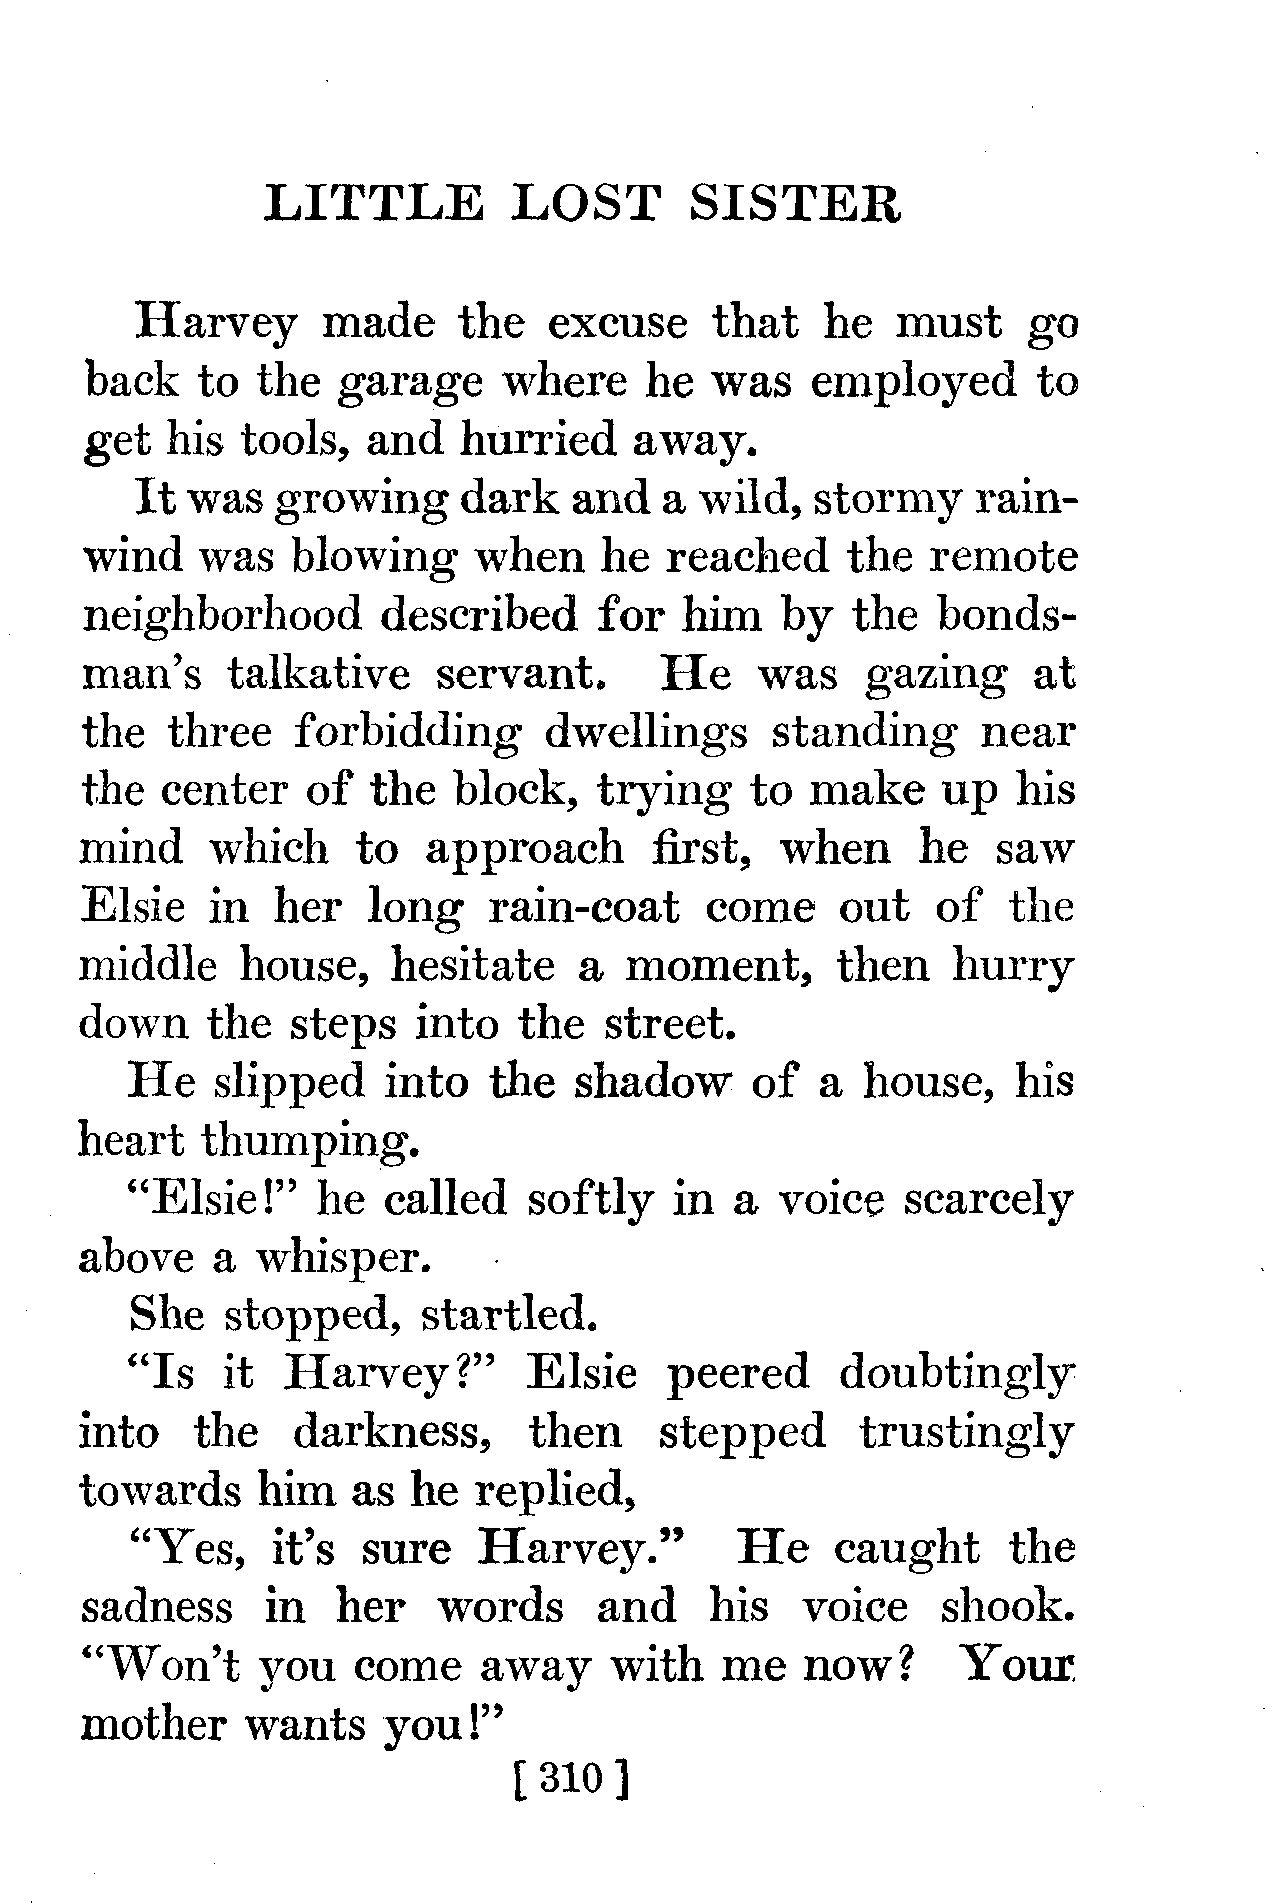 LITTLE LOST SISTER
Harvey made the excuse that he must go
back to the garage where he was employed to
get his tools, and hurried away.
It was growing dark and a wild, stormy rain-
wind was blowing when he reached the remote
neighborhood described for him by the bonds-
man's talkative servant. He was gazing at
the three forbidding dwellings standing near
the center of the block, trying to make up his
mind which to approach first, when he saw
Elsie in her long rain-coat come out of the
middle house, hesitate a moment, then hurry
down the steps into the street.
He slipped into the shadow of a house, his
heart thumping.
“Elsie!” he called softly in a voice scarcely
above a whisper.
She stopped, startled.
“Is it Harvey?” Elsie peered doubtingly
into the darkness, then stepped trustingly
towards him as he replied,
“Yes, it's sure Harvey.” He caught the
sadness in her words and his voice shook.
“Won't you come away with me now? Your
mother wants you!”
[ 310 ]